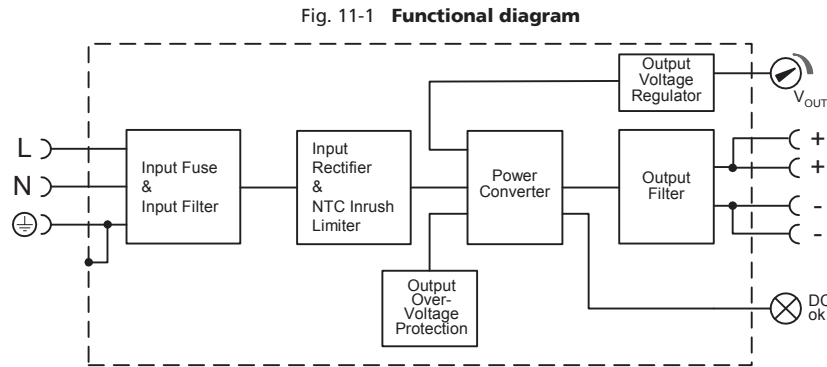 Fig. 11-1 Functional diagram
Output
Voltage
Regulator
VOUT
L
N
Input Fuse
&
Input Filter
Input
Rectifier
&
NTC Inrush
Limiter
Power
Converter
Output
Filter
+
+
-
-
Output
Over-
Voltage
Protection
DC
ok